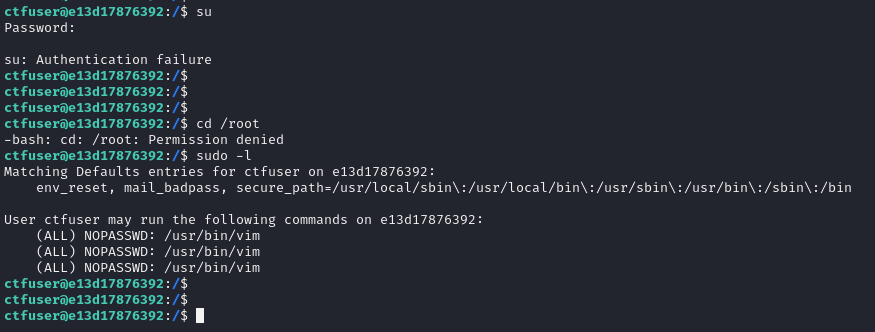 ctfuser@e13d17876392:/$ su
Password:
su: Authentication failure
ctfuser@e13d17876392:/$
ctfuser@e13d17876392:/$
ctfuser@e13d17876392:/$
ctfuser@e13d17876392:/$ cd /root
-bash: cd: /root: Permission denied
ctfuser@e13d17876392:/$ sudo -l
Matching Defaults entries for ctfuser on e13d17876392:
    env_reset, mail_badpass, secure_path=/usr/local/sbin\:/usr/local/bin\:/usr/sbin\:/usr/bin\:/sbin\:/bin
User ctfuser may run the following commands on e13d17876392:
    (ALL) NOPASSWD: /usr/bin/vim
    (ALL) NOPASSWD: /usr/bin/vim
    (ALL) NOPASSWD: /usr/bin/vim
ctfuser@e13d17876392:/$
ctfuser@e13d17876392:/$
ctfuser@e13d17876392:/$